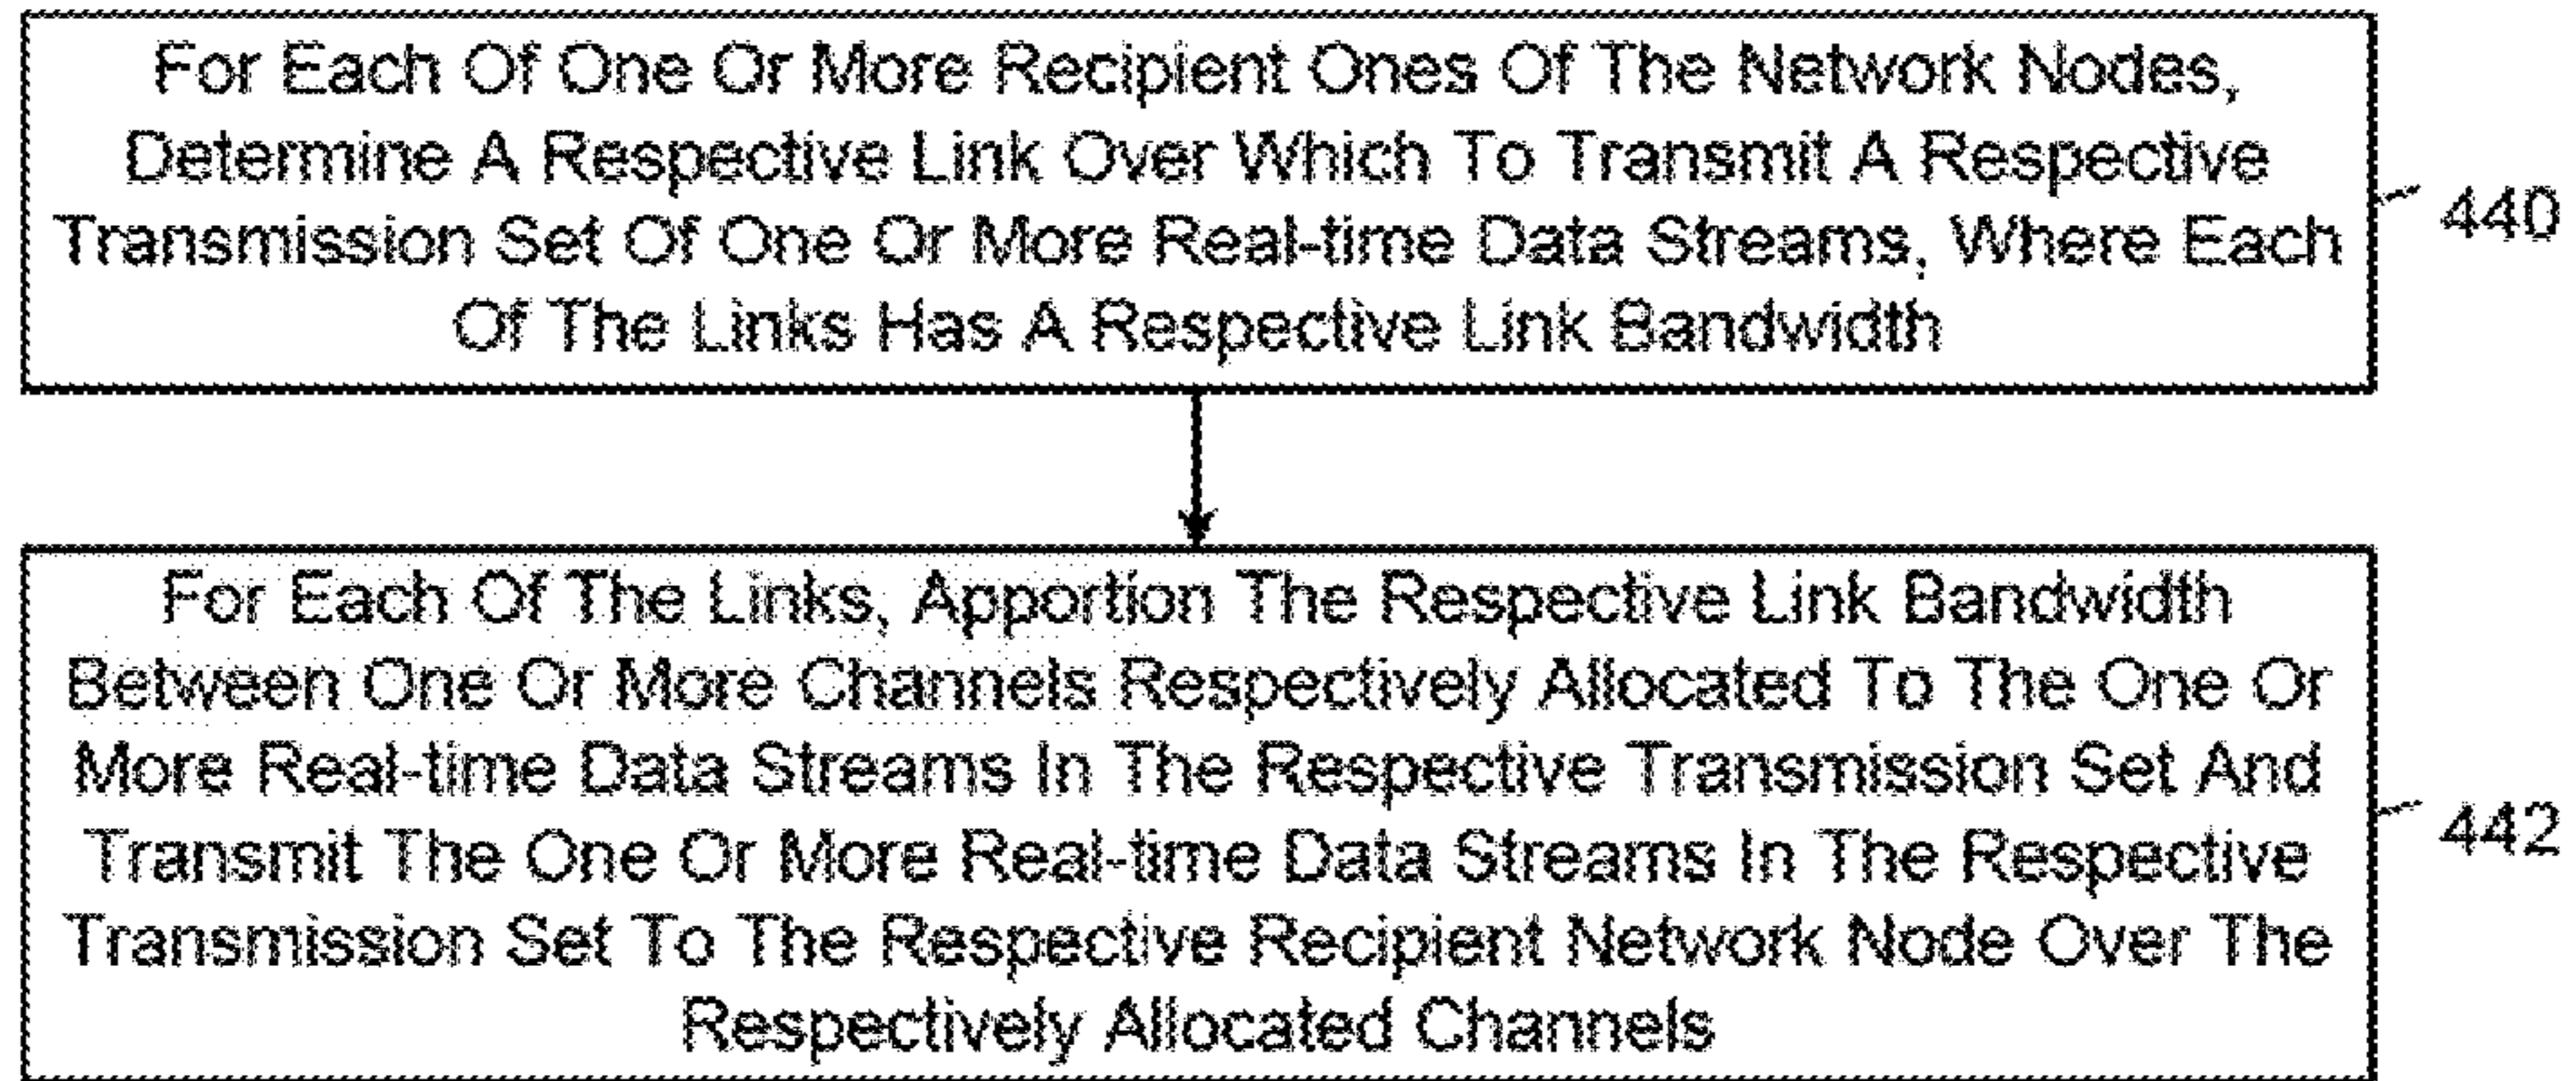 For Each Of One Or More Recipient Ones Of The Network Nodes,
Determine A Respective Link Over Which To Transmit A Respective
Transmission Set Of One Or More Real-time Data Streams, Where Each
Of The Links Has A Respective Link Bandwidth
440
For Each Of The Links, Apportion The Respective Link Bandwidth
Between One Or More Channels Respectively Allocated To The One Or
More Real-time Data Streams In The Respective Transmission Set And
Transmit The One Or More Real-time Data Streams In The Respective
Transmission Set To The Respective Recipient Network Node Over The
Respectively Allocated Channels
442